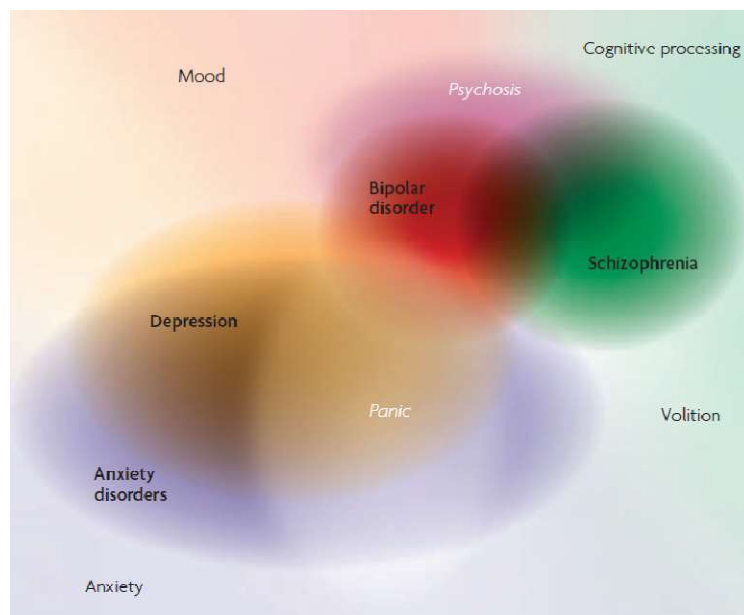 Cognitive processing
Mood
Psychosis
Bipolar
disorder
Schizophrenia
Depression
Panic
Volition
Anxiety
disorders
Anxiety